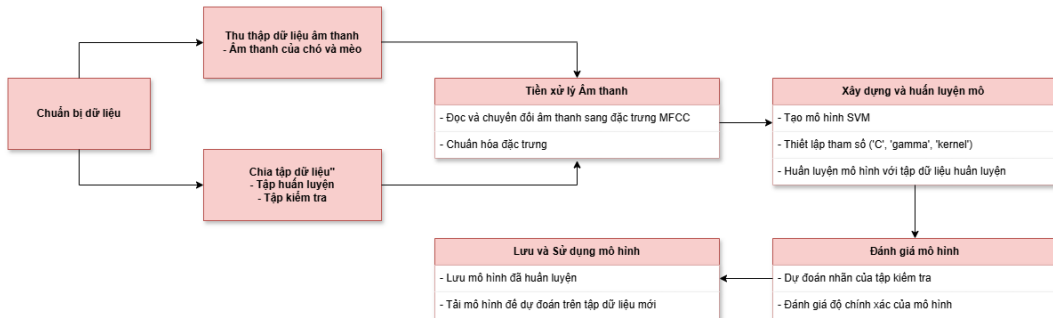 Chuẩn bị dữ liệu
Thu thập dữ liệu âm thanh
- Âm thanh của chó và mèo
Chia tập dữ liệu"
- Tập huấn luyện
- Tập kiểm tra
Tiền xử lý Âm thanh
- Đọc và chuyển đổi âm thanh sang đặc trưng MFCC
- Chuẩn hóa đặc trưng
Xây dựng và huấn luyện mô
- Tạo mô hình SVM
- Thiết lập tham số ('C', 'gamma', 'kernel')
- Huấn luyện mô hình với tập dữ liệu huấn luyện
Đánh giá mô hình
- Dự đoán nhãn của tập kiểm tra
- Đánh giá độ chính xác của mô hình
Lưu và Sử dụng mô hình
- Lưu mô hình đã huấn luyện
- Tải mô hình để dự đoán trên tập dữ liệu mới